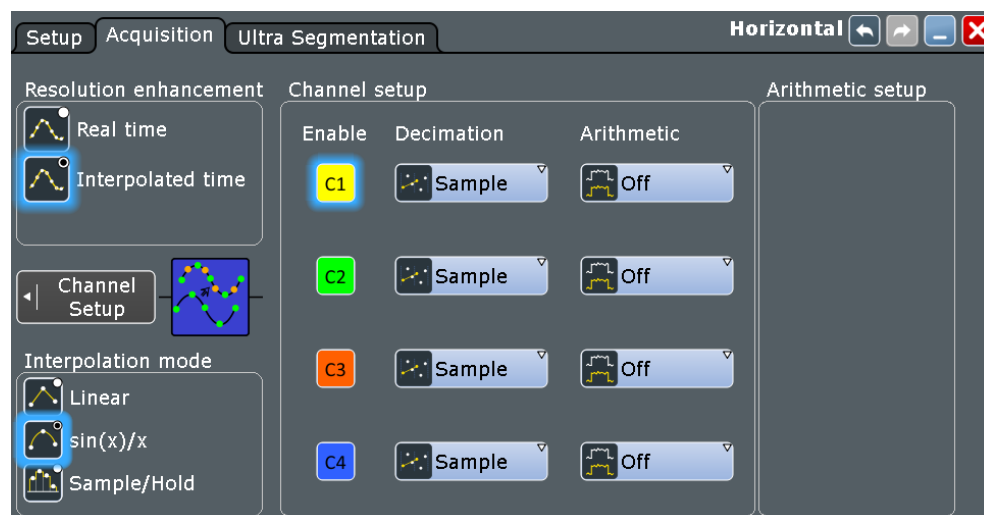 Setup Acquisition Ultra Segmentation Horizontal
Resolution enhancement
Real time
Interpolated time
Channel
Setup
Interpolation mode
Linear
sin(x)/x
Sample/Hold
Channel setup
Enable Decimation Arithmetic
C1 Sample Off
C2 Sample Off
C3 Sample Off
C4 Sample Off
Arithmetic setup